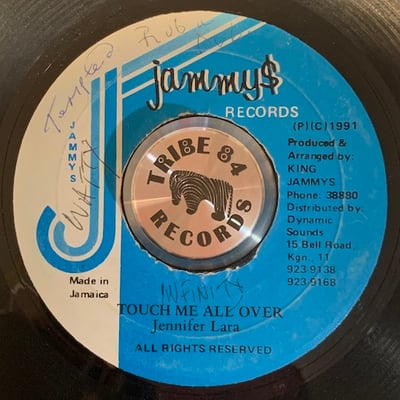 Tempted
jammy$
RECORDS
(P)(C)1991
Produced &
Arranged by:
KING
JAMMYS
Phone: 38880
Distributed by:
Dynamic
Sounds
15 Bell Road,
Kgn., 11
923-9138
923-9168
JAMMYS
TRIBE 84
RECORDS
Made in
Jamaica
INFINITY
TOUCH ME ALL OVER
Jennifer Lara
ALL RIGHTS RESERVED